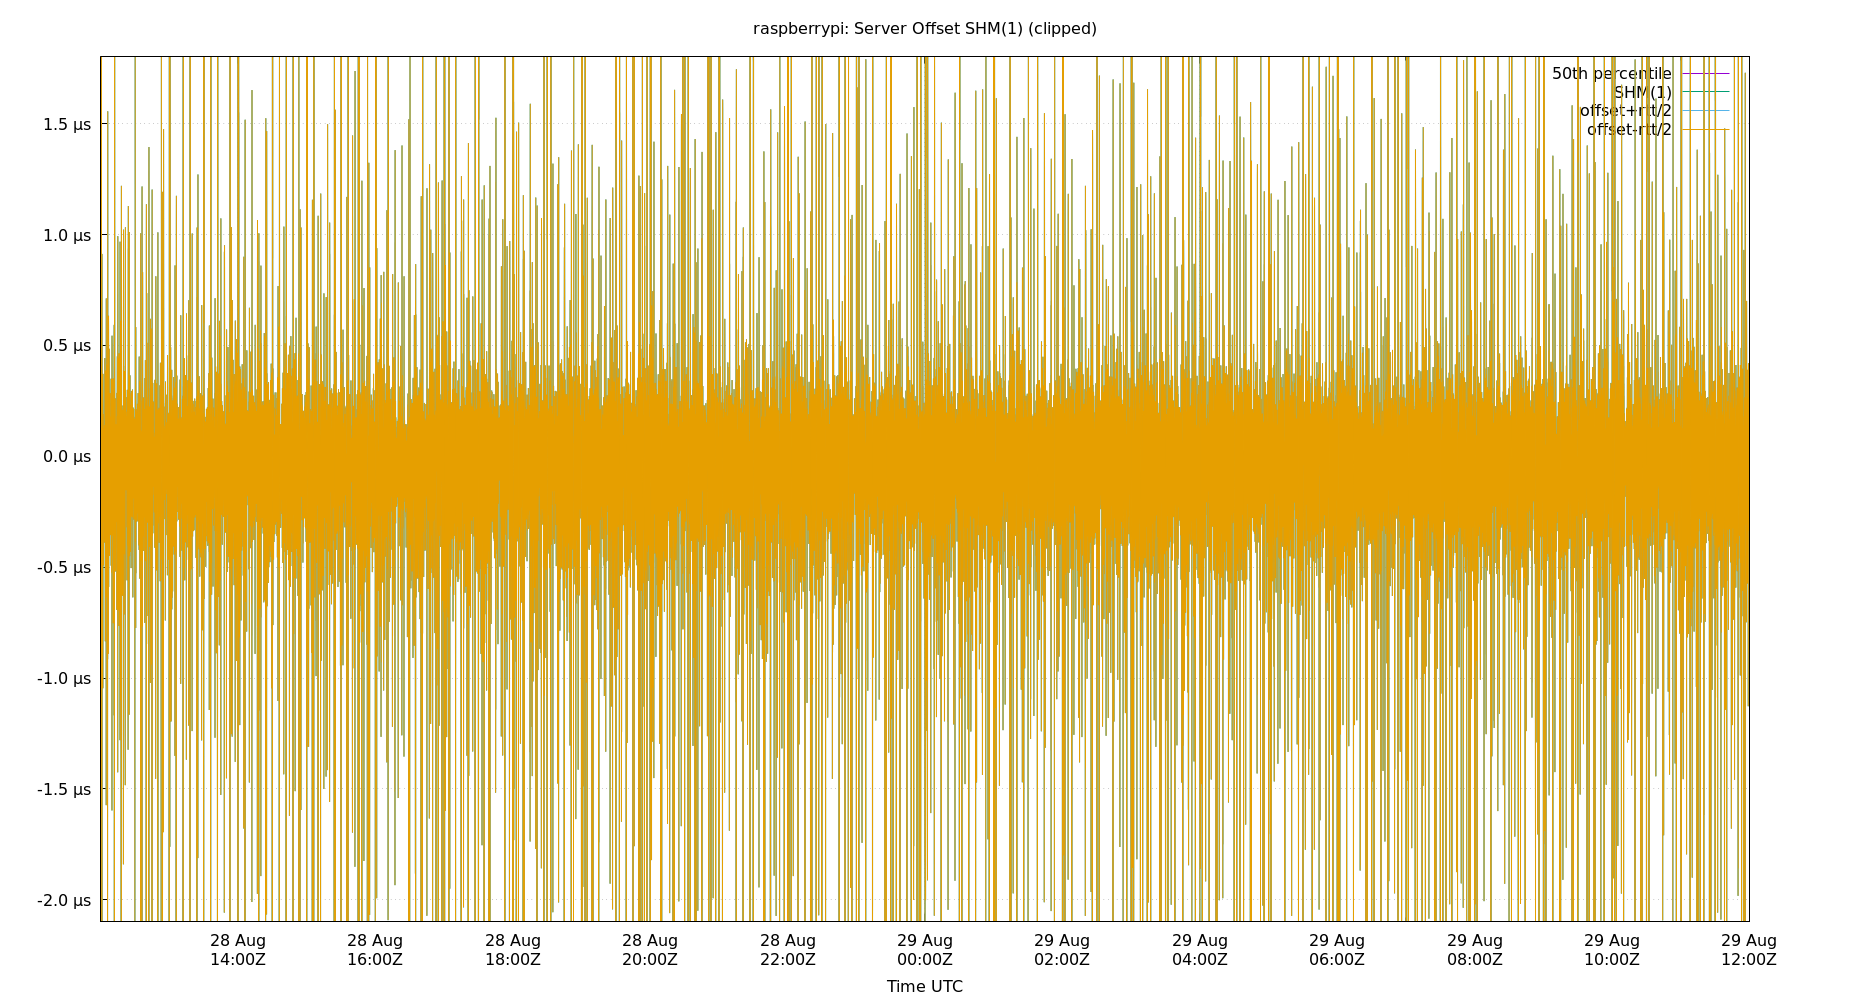 raspberrypi: Server Offset SHM(1) (clipped)
50th percentile
SHM(1)
offset+rtt/2
offset-rtt/2
1.5 μs
1.0 μs
0.5 μs
0.0 μs
-0.5 μs
-1.0 μs
-1.5 μs
-2.0 μs
28 Aug 28 Aug 28 Aug 28 Aug 28 Aug 29 Aug 29 Aug 29 Aug 29 Aug 29 Aug 29 Aug 29 Aug
14:00Z 16:00Z 18:00Z 20:00Z 22:00Z 00:00Z 02:00Z 04:00Z 06:00Z 08:00Z 10:00Z 12:00Z
Time UTC